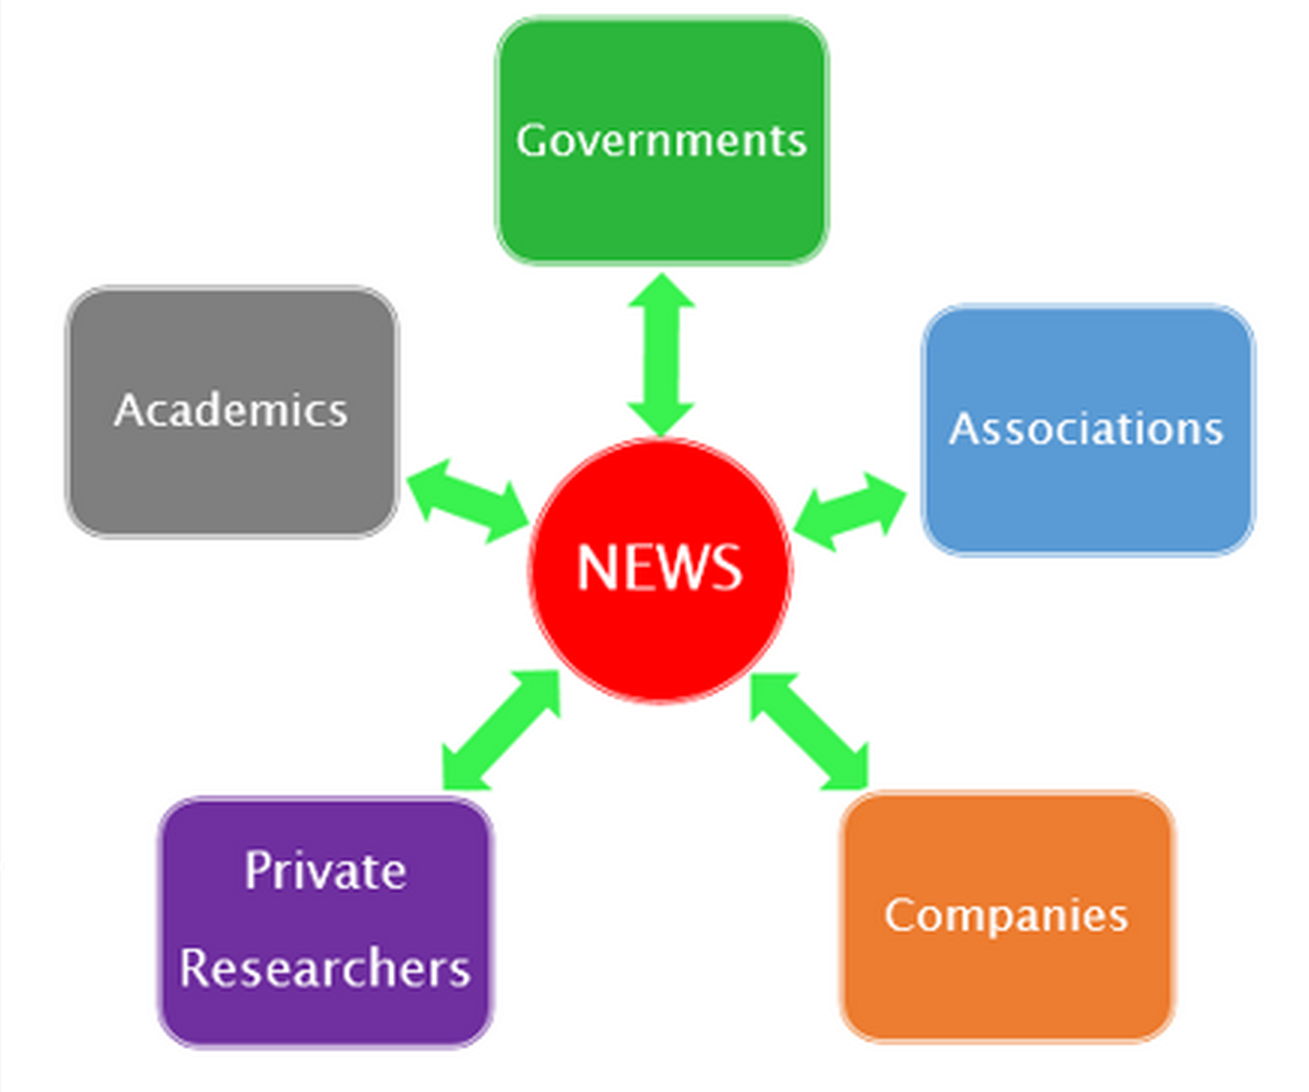 Governments
Academics
Associations
NEWS
Private
Researchers
Companies